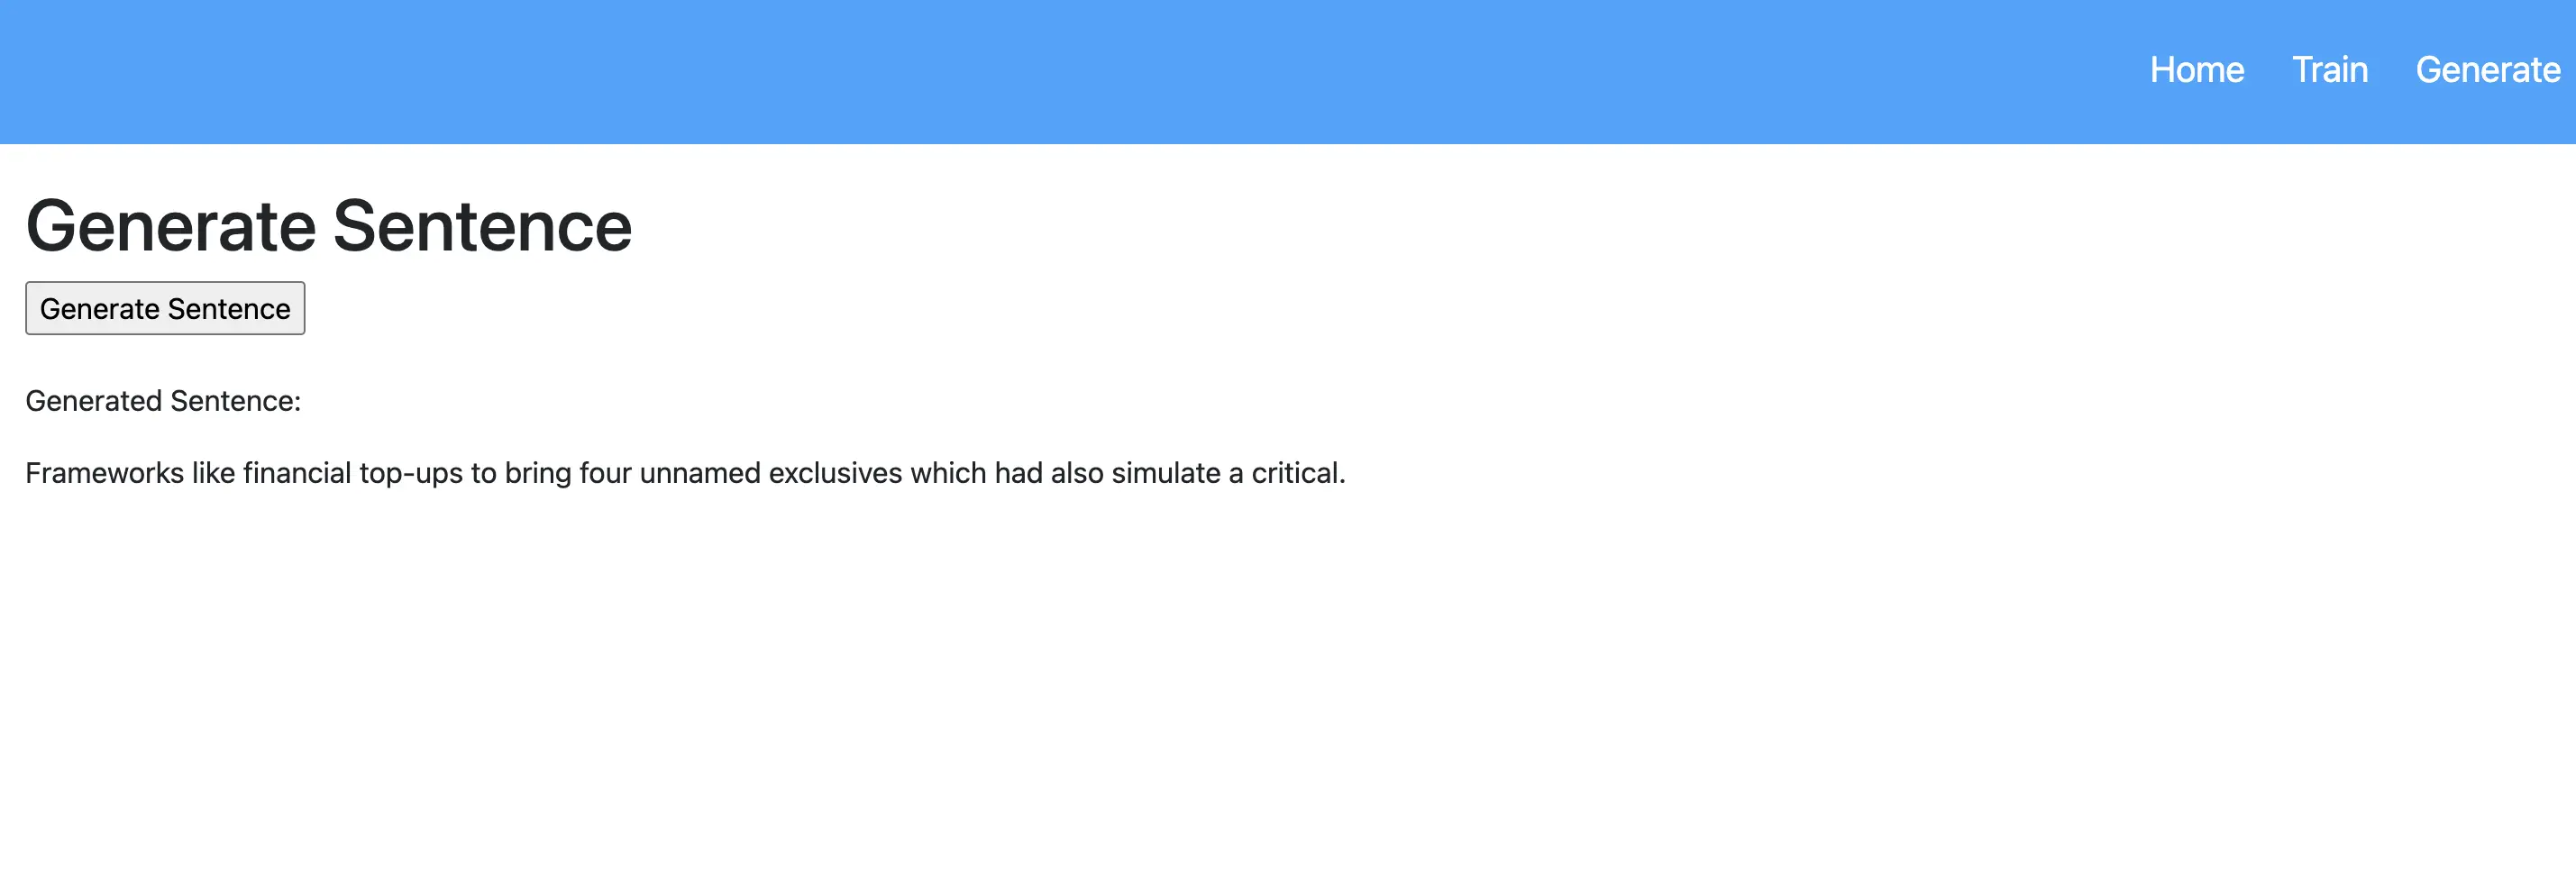 Home Train Generate
Generate Sentence
Generate Sentence
Generated Sentence:
Frameworks like financial top-ups to bring four unnamed exclusives which had also simulate a critical.